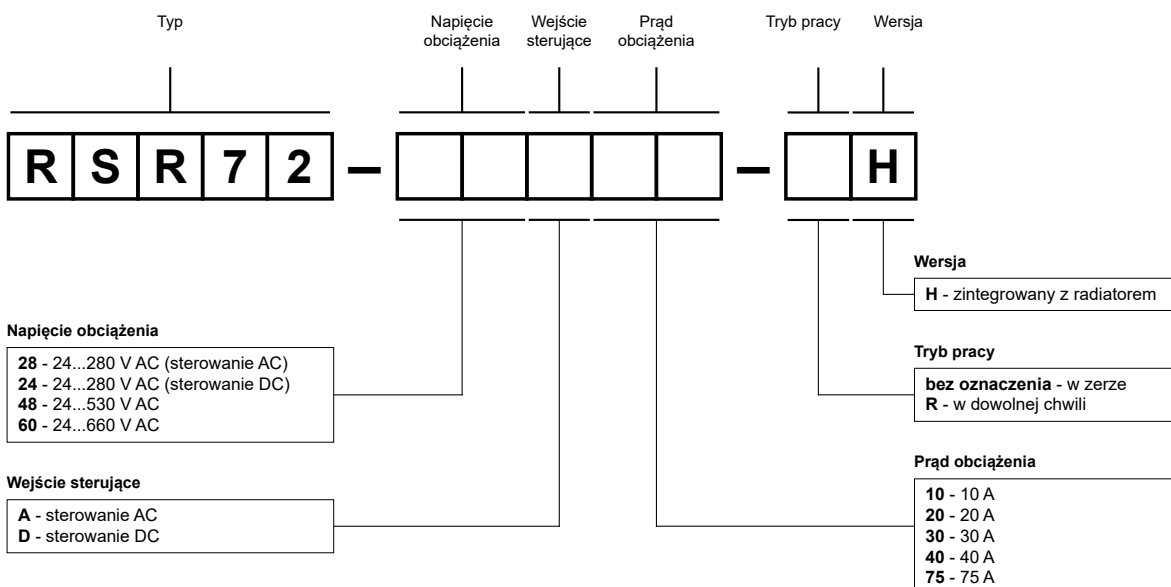 Typ
Napięcie obciążenia
Wejście sterujące
Prąd obciążenia
Tryb pracy
Wersja
R S R 7 2 – – H
Wersja
H - zintegrowany z radiatorem
Napięcie obciążenia
28 - 24...280 V AC (sterowanie AC)
24 - 24...280 V AC (sterowanie DC)
48 - 24...530 V AC
60 - 24...660 V AC
Tryb pracy
bez oznaczenia - w zerze
R - w dowolnej chwili
Wejście sterujące
A - sterowanie AC
D - sterowanie DC
Prąd obciążenia
10 - 10 A
20 - 20 A
30 - 30 A
40 - 40 A
75 - 75 A